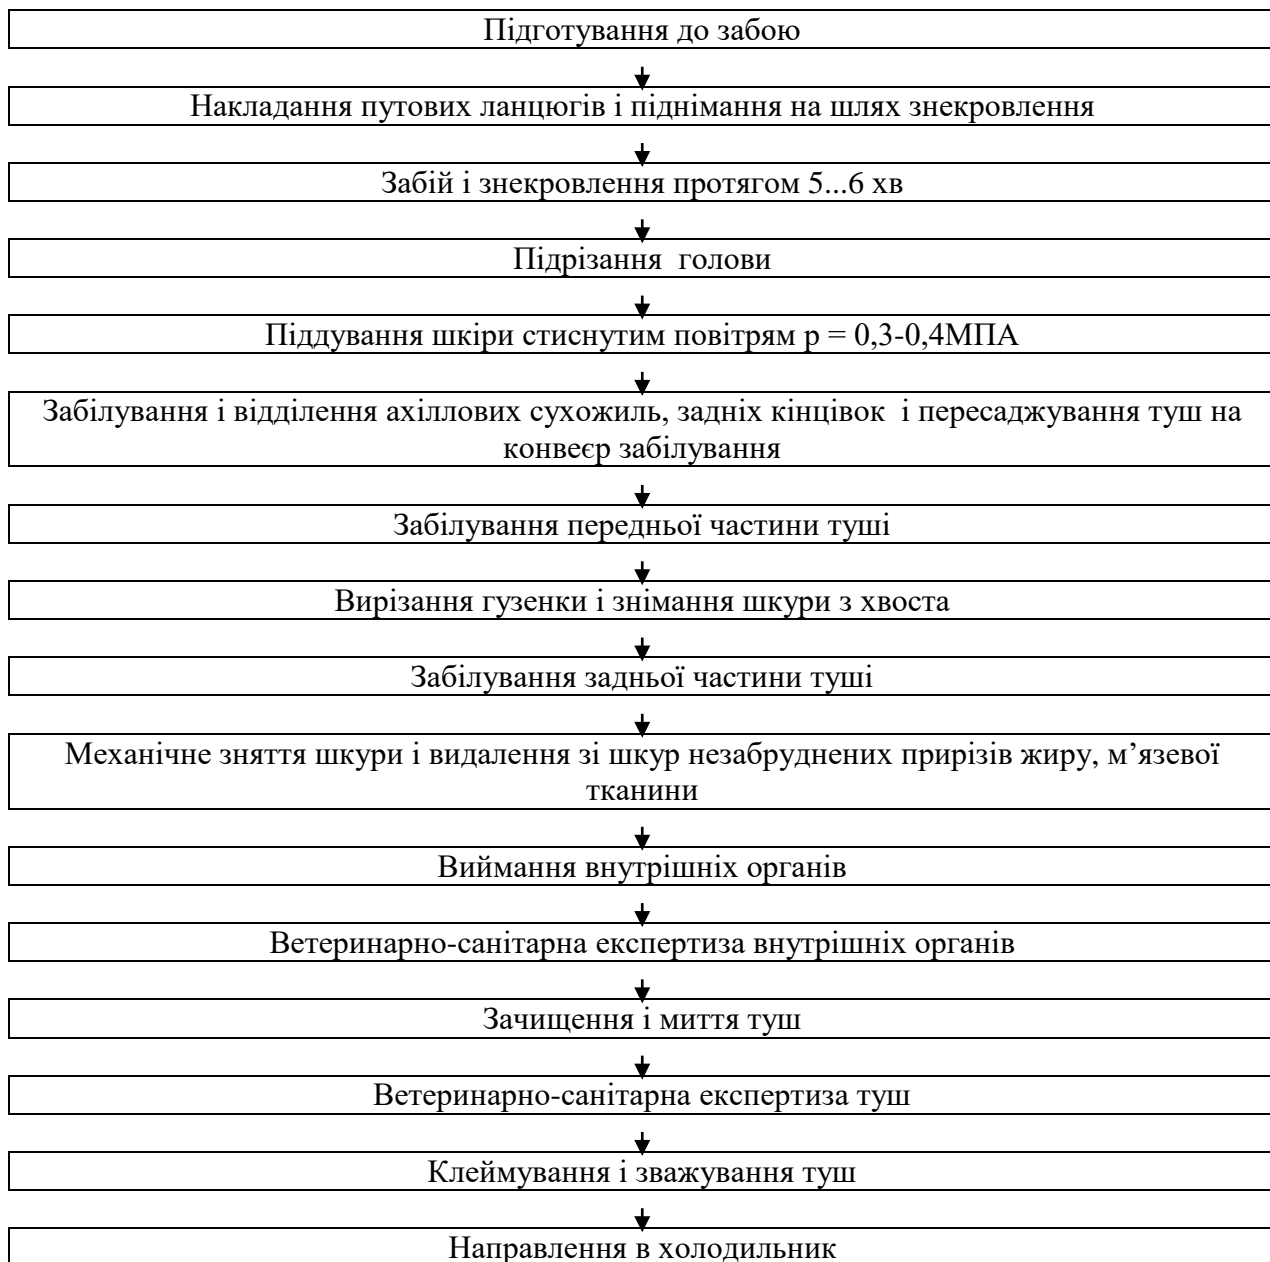 Підготування до забою
Накладання путових ланцюгів і піднімання на шлях знекровлення
Забій і знекровлення протягом 5...6 хв
Підрізання  голови
Піддування шкіри стиснутим повітрям р = 0,3-0,4МПА
Забілування і відділення ахіллових сухожиль, задніх кінцівок  і пересаджування туш на
конвеєр забілування
Забілування передньої частини туші
Вирізання гузенки і знімання шкури з хвоста
Забілування задньої частини туші
Механічне зняття шкури і видалення зі шкур незабруднених прирізів жиру, м’язевої
тканини
Виймання внутрішніх органів
Ветеринарно-санітарна експертиза внутрішніх органів
Зачищення і миття туш
Ветеринарно-санітарна експертиза туш
Клеймування і зважування туш
Направлення в холодильник